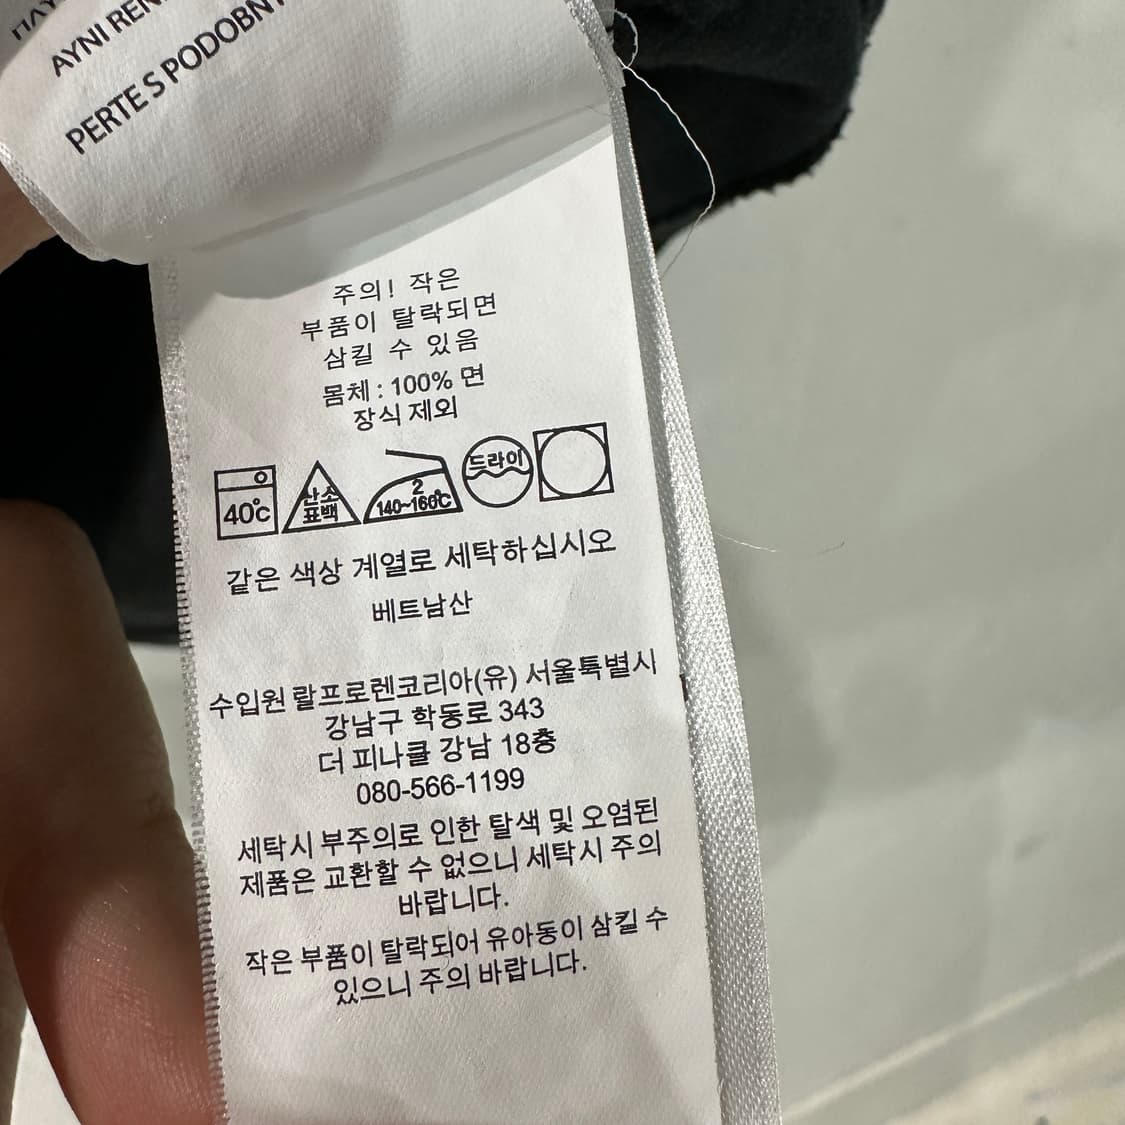 AYNI
PERTE S PODOBN
주의! 작은
부품이 탈락되면
삼킬 수 있음
몸체 : 100% 면
장식 제외
40℃
산소
표백
2
140~160℃
드라이
같은 색상 계열로 세탁하십시오
베트남산
수입원 랄프로렌코리아(유) 서울특별시
강남구 학동로 343
더 피나클 강남 18층
080-566-1199
세탁시 부주의로 인한 탈색 및 오염된
제품은 교환할 수 없으니 세탁시 주의
바랍니다.
작은 부품이 탈락되어 유아동이 삼킬 수
있으니 주의 바랍니다.